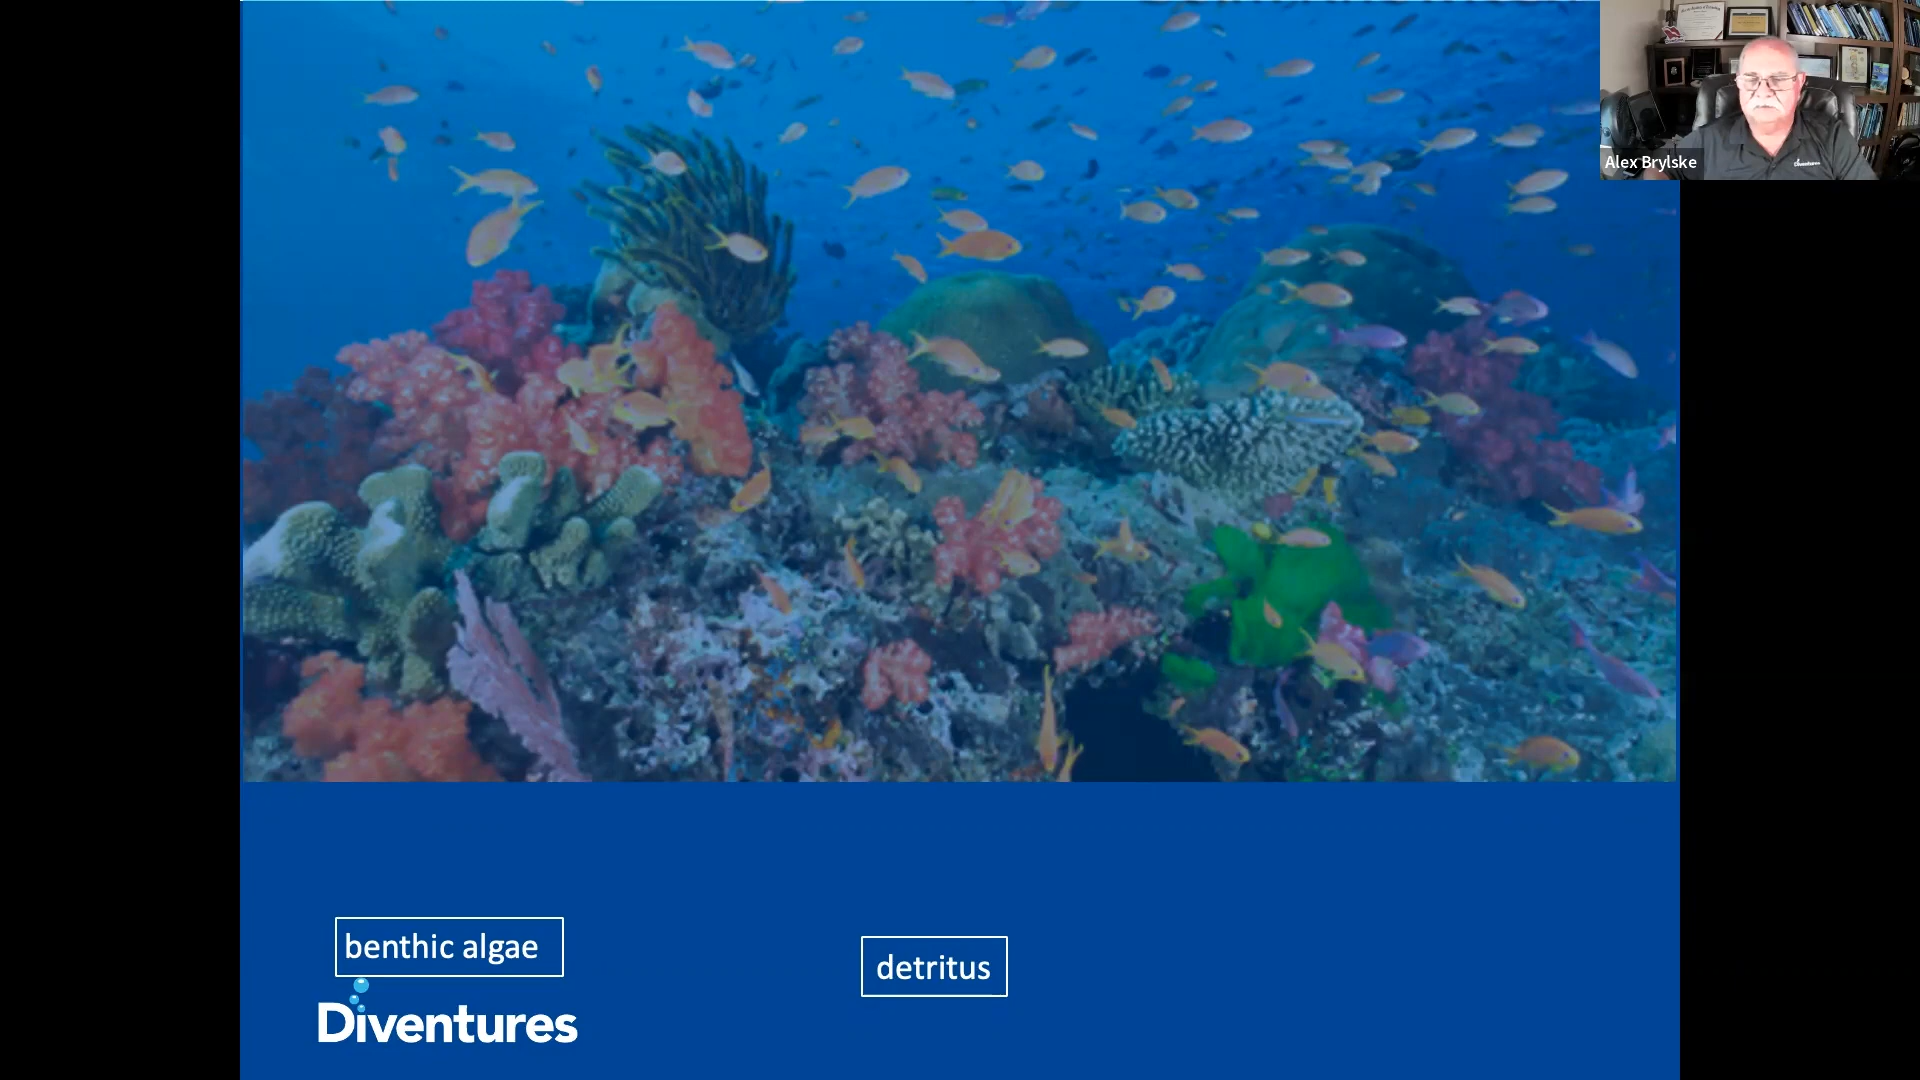 Alex Brylske
benthic algae
detritus
Diventures